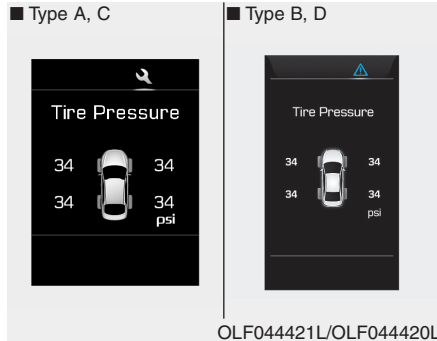 ■ Type A, C
Tire Pressure
34 34
34 34
psi
■ Type B, D
Tire Pressure
34 34
34 34
psi
OLF044421L/OLF044420L